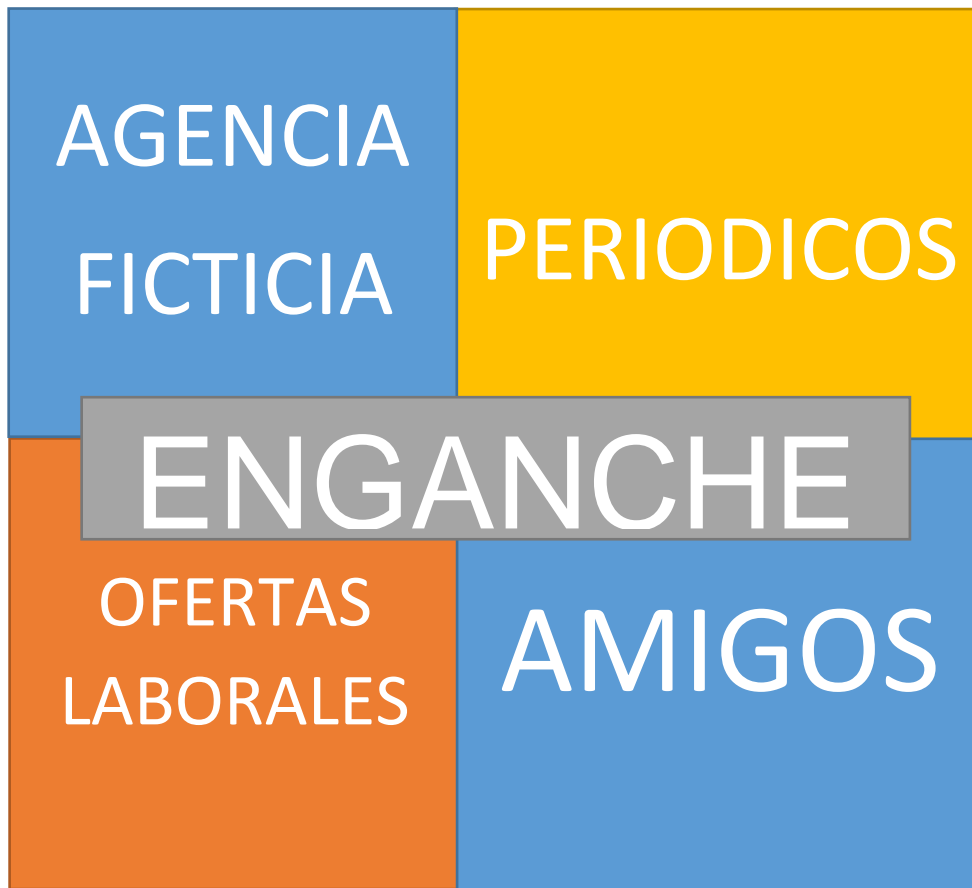 AGENCIA
FICTICIA
PERIODICOS
ENGANCHE
OFERTAS
LABORALES
AMIGOS